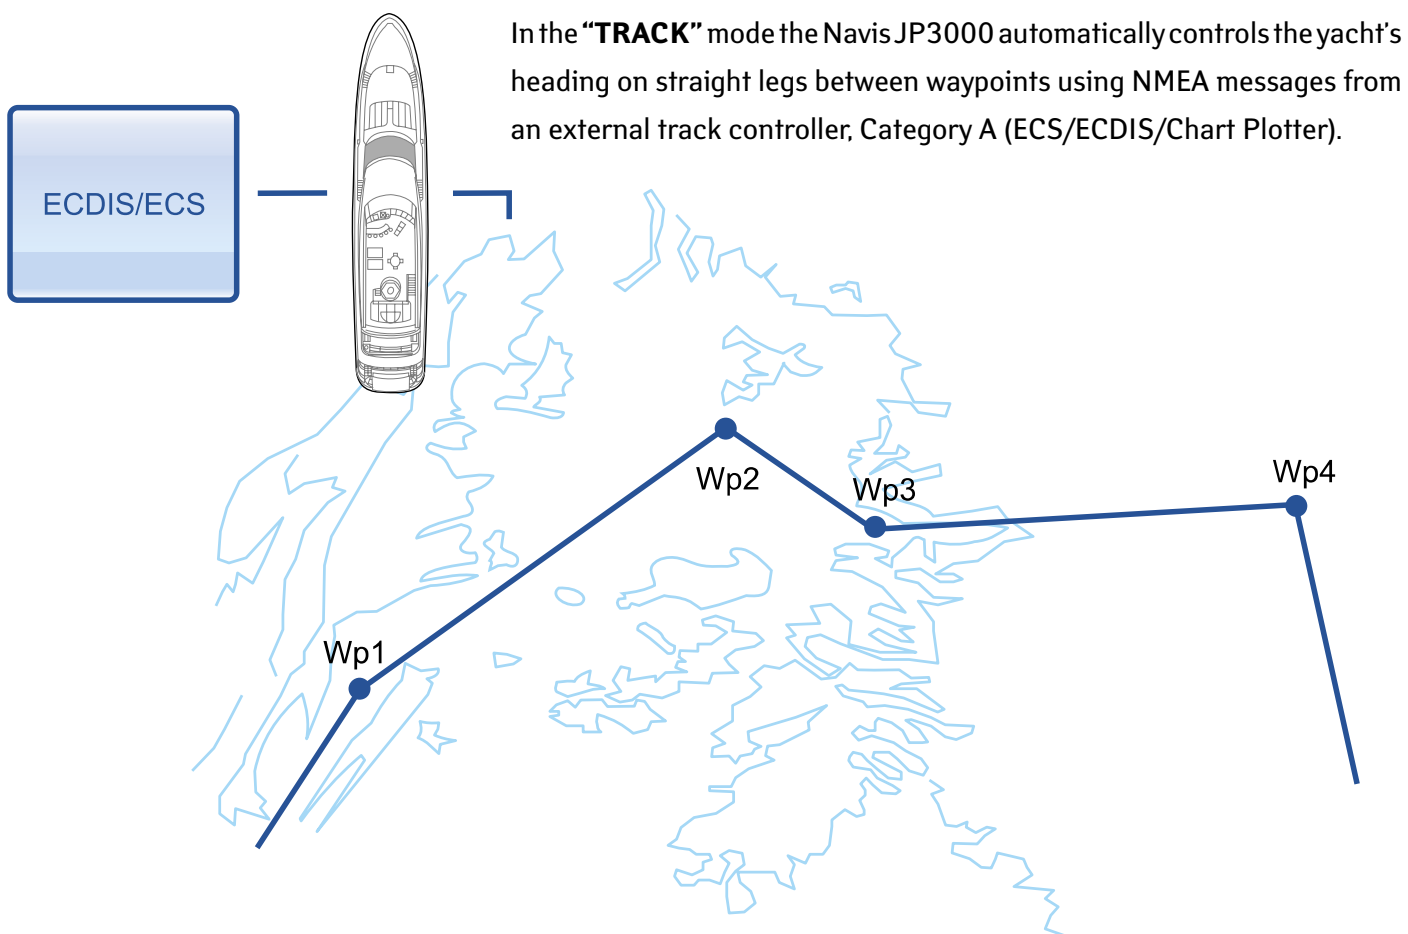 In the “TRACK” mode the Navis JP3000 automatically controls the yacht’s
heading on straight legs between waypoints using NMEA messages from
an external track controller, Category A (ECS/ECDIS/Chart Plotter).
ECDIS/ECS
Wp2
Wp3
Wp4
Wp1